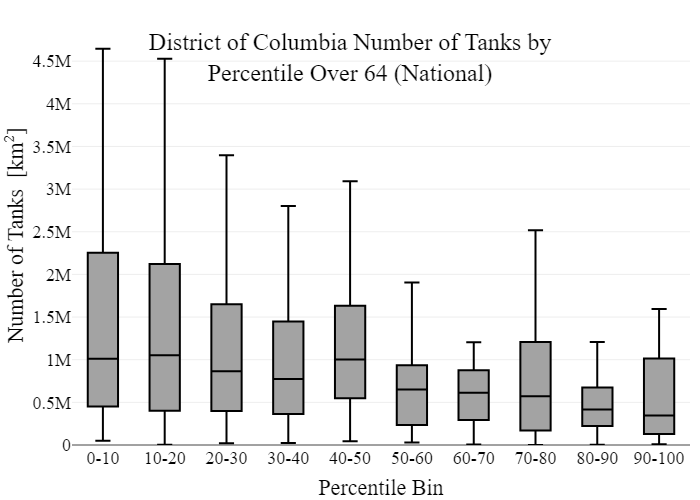 District of Columbia Number of Tanks by
Percentile Over 64 (National)
Number of Tanks [km²]
4.5M
4M
3.5M
3M
2.5M
2M
1.5M
1M
0.5M
0
0-10 10-20 20-30 30-40 40-50 50-60 60-70 70-80 80-90 90-100
Percentile Bin